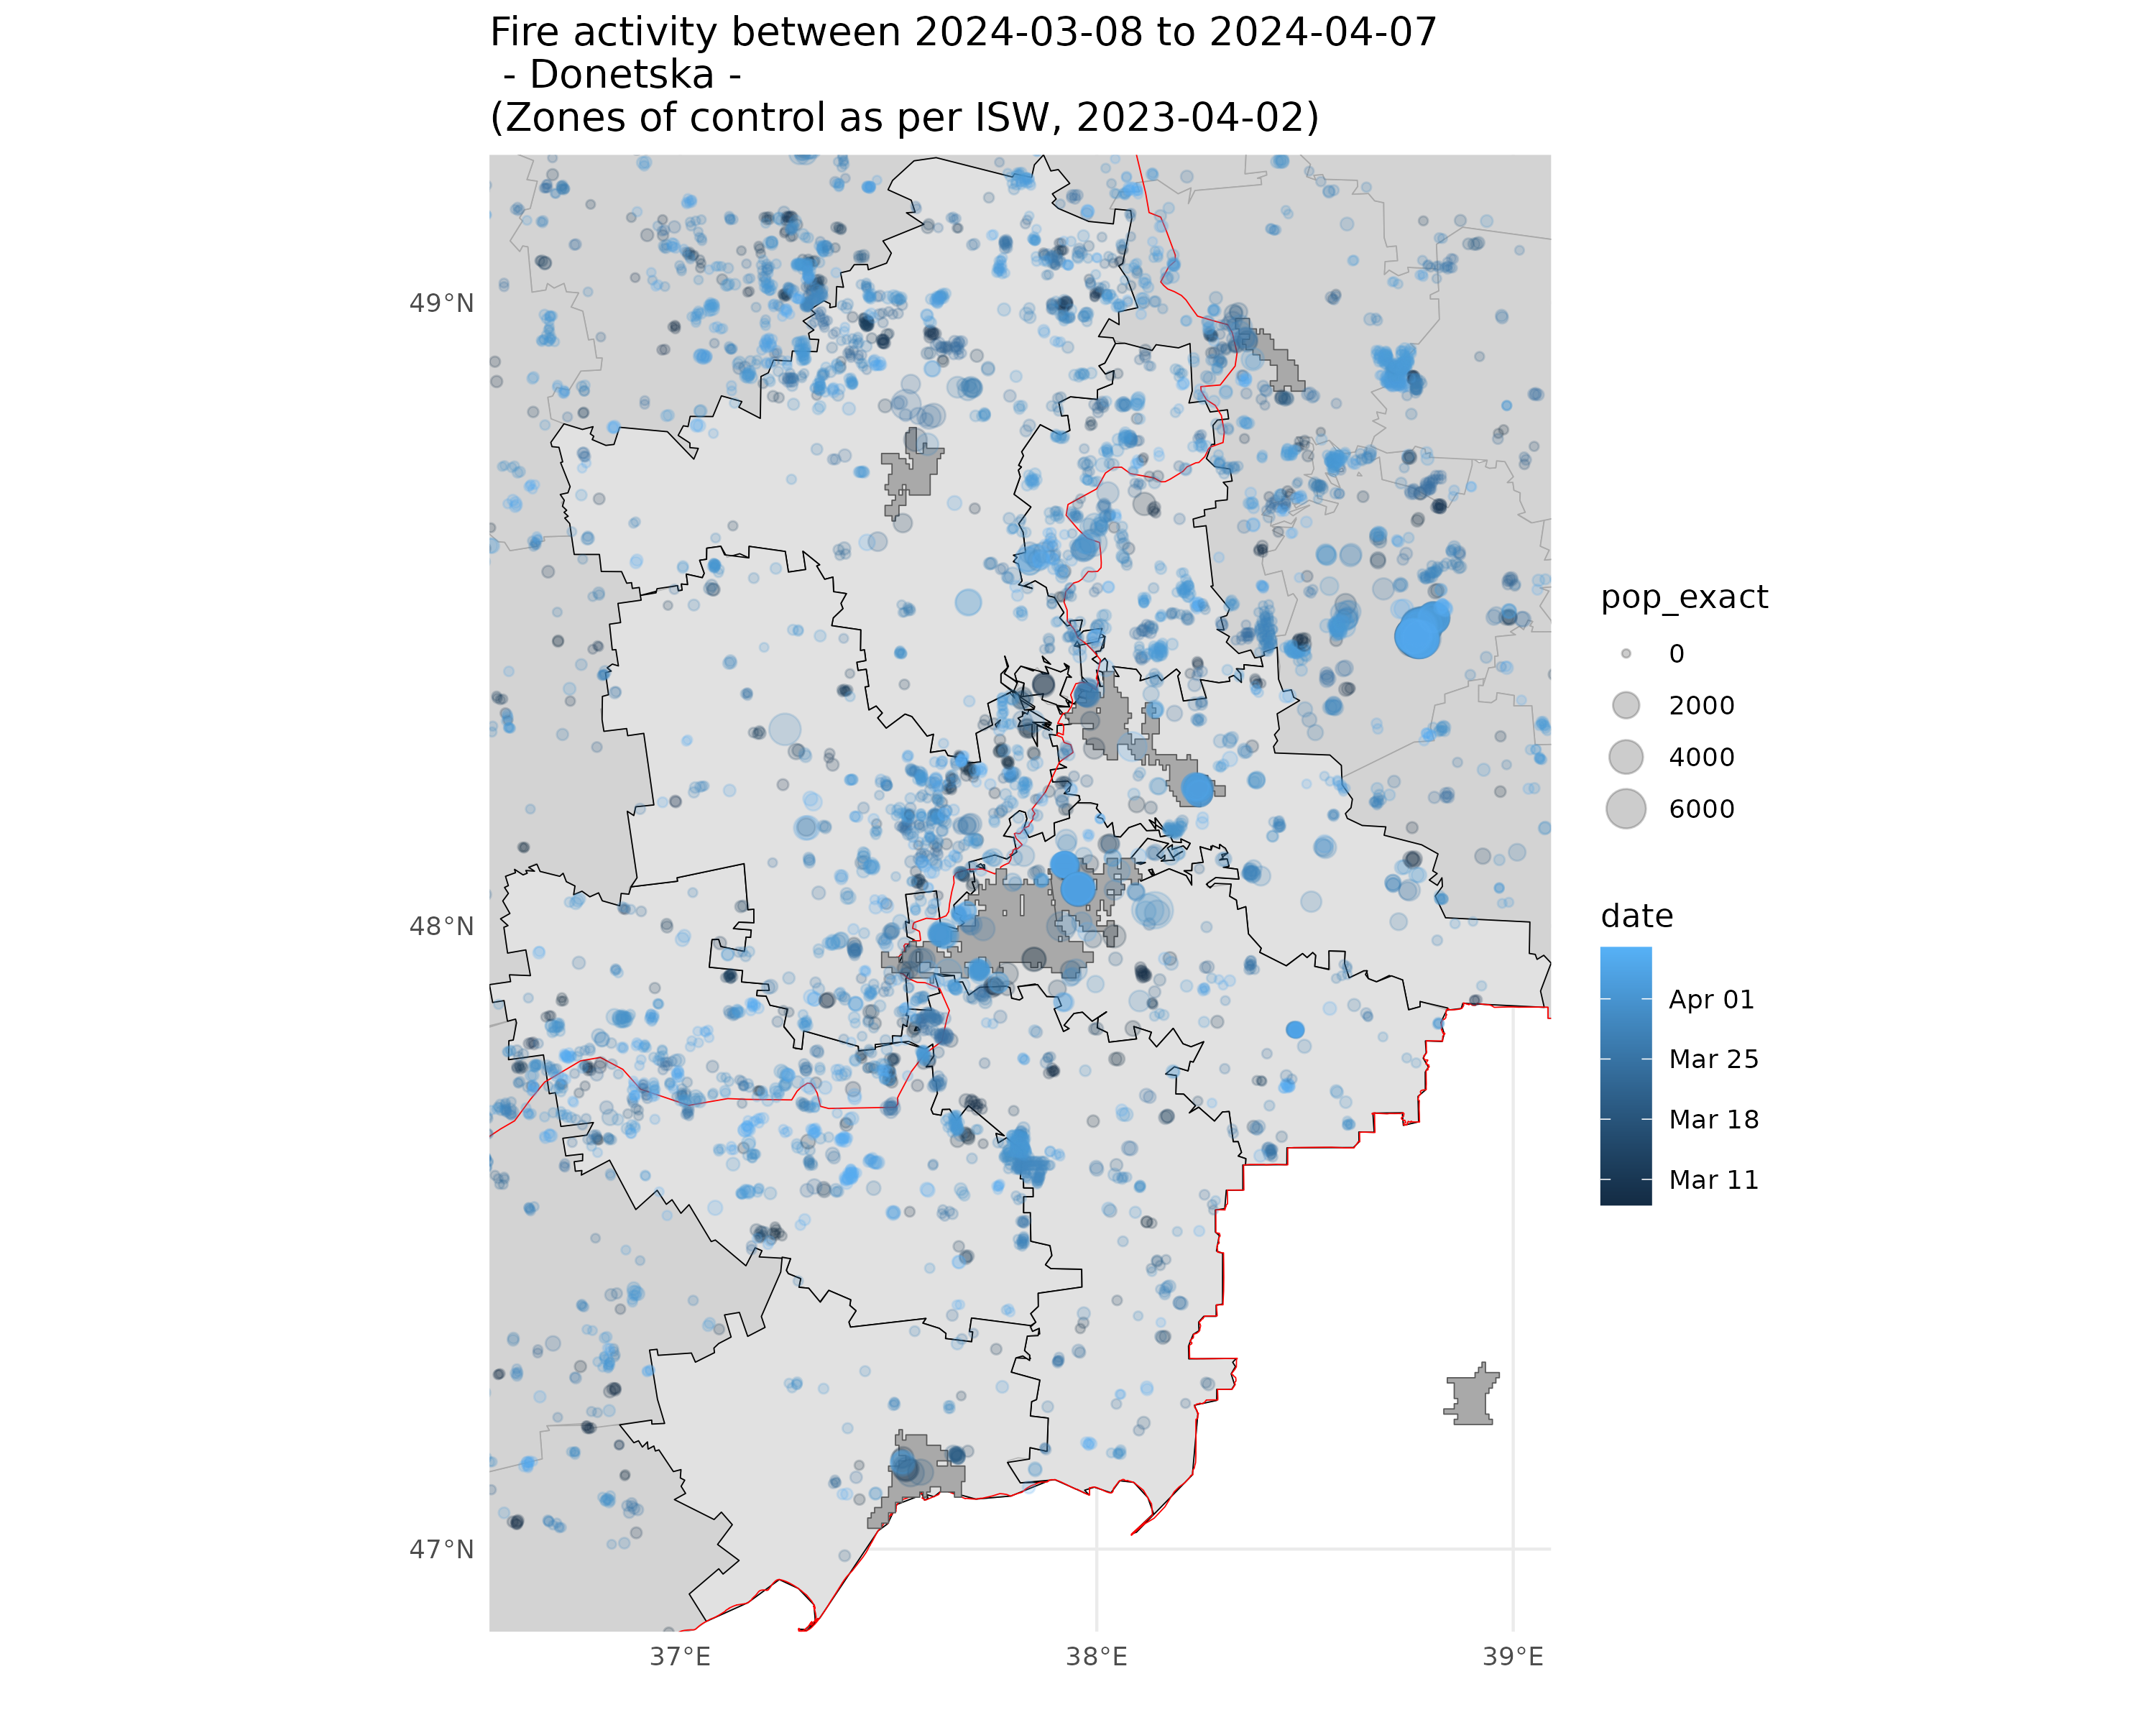 Fire activity between 2024-03-08 to 2024-04-07
- Donetska -
(Zones of control as per ISW, 2023-04-02)
49°N
48°N
47°N
37°E
38°E
39°E
pop_exact
0
2000
4000
6000
date
Apr 01
Mar 25
Mar 18
Mar 11